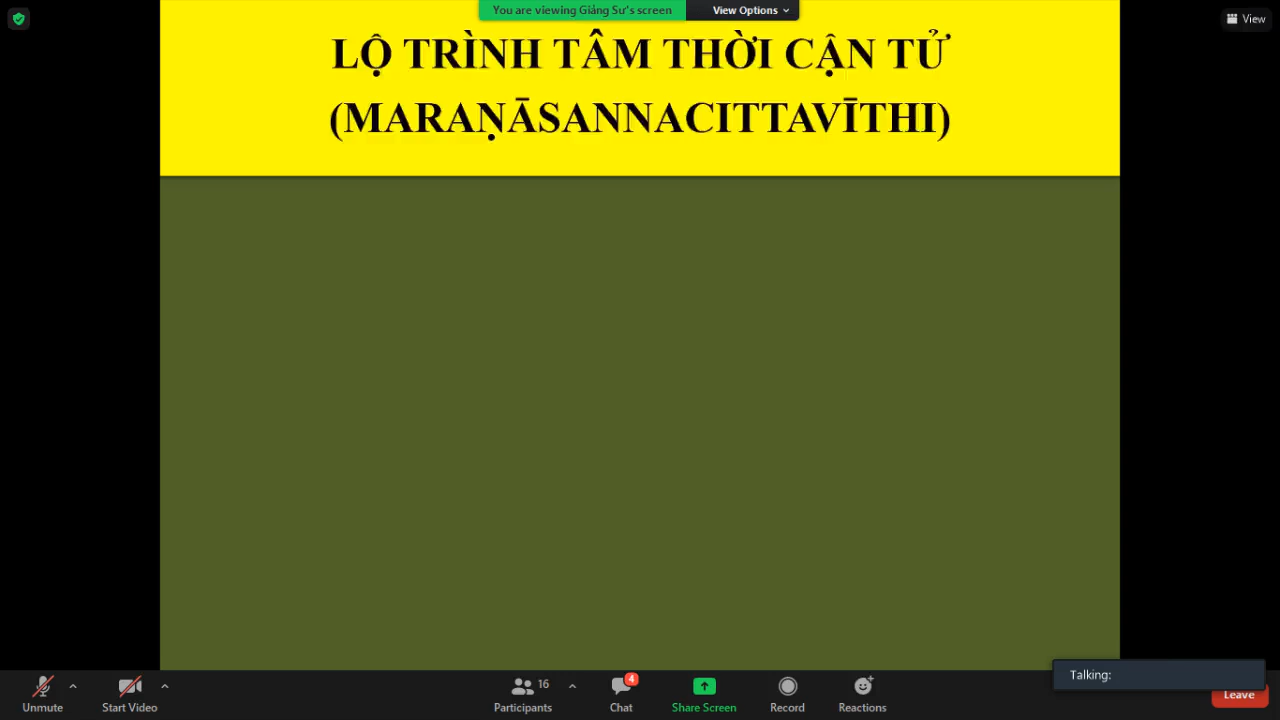 You are viewing Giảng Sư's screen
View Options
View
LỘ TRÌNH TÂM THỜI CẬN TỬ
(MARAṆĀSANNACITTAVĪTHI)
Talking:
Unmute
Start Video
16
Participants
4
Chat
Share Screen
Record
Reactions
Leave